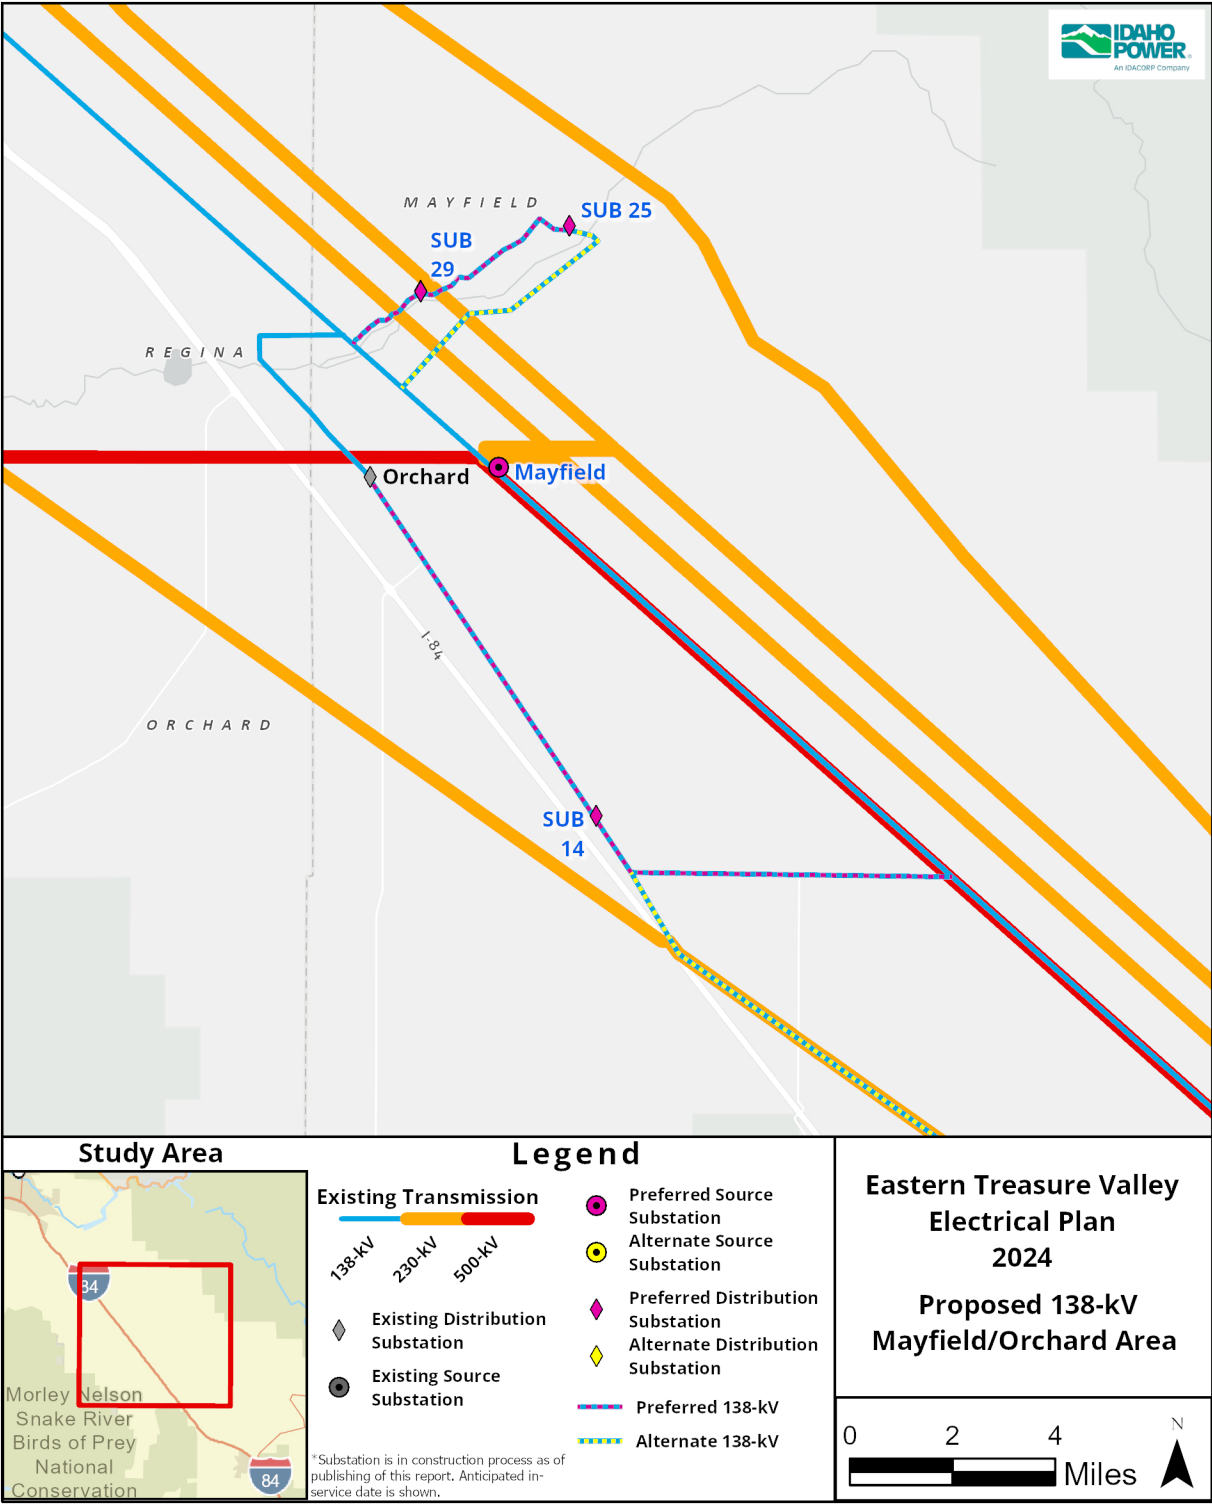 IDAHO
POWER®
An IDACORP Company
MAYFIELD
SUB 25
SUB
29
REGINA
Orchard
Mayfield
I-84
ORCHARD
SUB
14
Study Area
84
Morley Nelson
Snake River
Birds of Prey
National
Conservation
84
Legend
Existing Transmission
138-kV
230-kV
500-kV
Existing Distribution
Substation
Existing Source
Substation
*Substation is in construction process as of
publishing of this report. Anticipated in-
service date is shown.
Preferred Source
Substation
Alternate Source
Substation
Preferred Distribution
Substation
Alternate Distribution
Substation
Preferred 138-kV
Alternate 138-kV
Eastern Treasure Valley
Electrical Plan
2024
Proposed 138-kV
Mayfield/Orchard Area
0 2 4
Miles
N